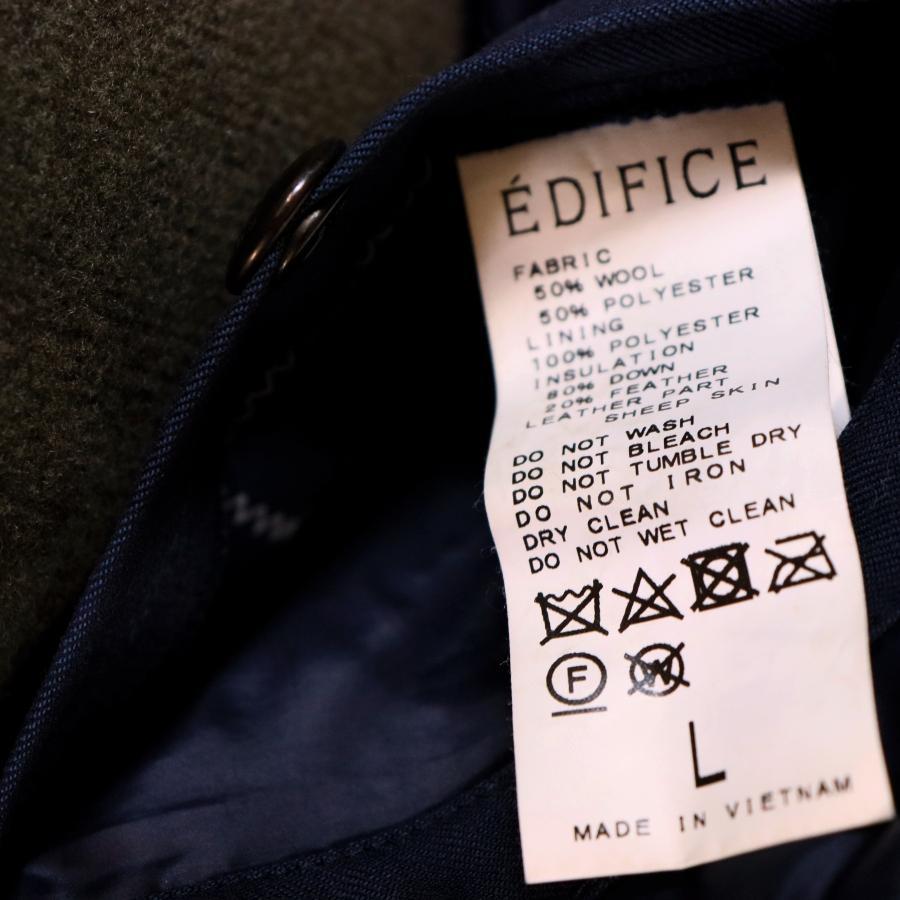 ÉDIFICE
FABRIC
50% WOOL
50% POLYESTER
LINING
100% POLYESTER
INSULATION
80% DOWN
20% FEATHER
LEATHER PART
SHEEP SKIN
DO NOT WASH
DO NOT BLEACH
DO NOT TUMBLE DRY
DO NOT IRON
DRY CLEAN
DO NOT WET CLEAN
F W
L
MADE IN VIETNAM